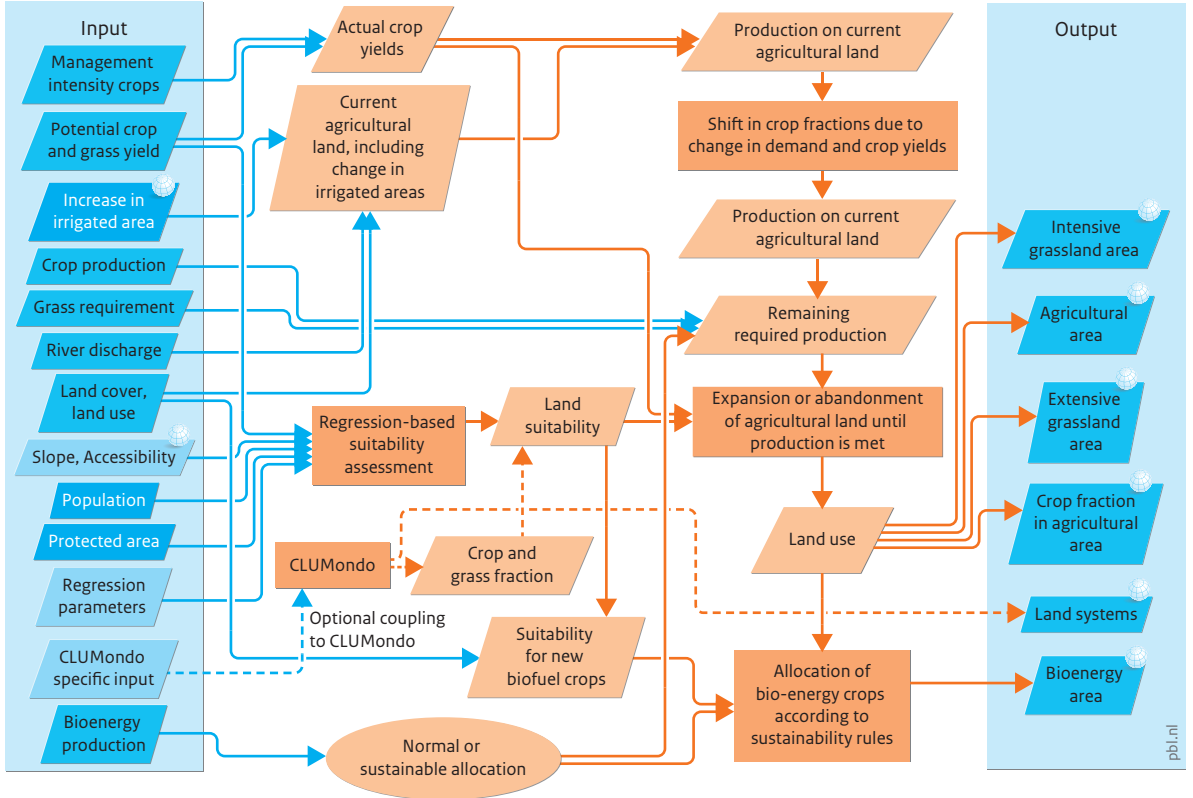 Input
Management
intensity crops
Potential crop
and grass yield
Increase in
irrigated area
Crop production
Grass requirement
River discharge
Land cover,
land use
Slope, Accessibility
Population
Protected area
Regression
parameters
CLUMondo
specific input
Bioenergy
production
Actual crop
yields
Current
agricultural
land, including
change in
irrigated areas
Regression-based
suitability
assessment
Land
suitability
CLUMondo
Crop and
grass fraction
Optional coupling
to CLUMondo
Suitability
for new
biofuel crops
Normal or
sustainable allocation
Production on current
agricultural land
Shift in crop fractions due to
change in demand and crop yields
Production on current
agricultural land
Remaining
required production
Expansion or abandonment
of agricultural land until
production is met
Land use
Allocation of
bio-energy crops
according to
sustainability rules
Output
Intensive
grassland area
Agricultural
area
Extensive
grassland
area
Crop fraction
in agricultural
area
Land systems
Bioenergy
area
pbl.nl